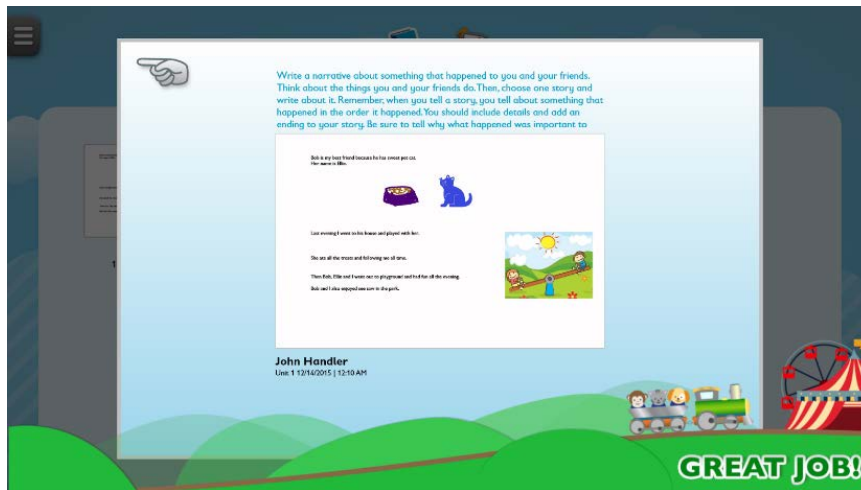 Write a narrative about something that happened to you and your friends.
Think about the things you and your friends do. Then, choose one story and
write about it. Remember, when you tell a story, you tell about something that
happened in the order it happened. You should include details and add an
ending to your story. Be sure to tell why what happened was important to
Bob is my best friend because he has sweet pet cat.
Her name is Ellie.
Last evening I went to his house and played with her.
She ate all the treats and following me all time.
Then Bob, Ellie and I went out to playground and had fun all the evening.
Bob and I also enjoyed see saw in the park.
1
John Handler
Unit 1 12/14/2015 | 12:10 AM
GREAT JOB!